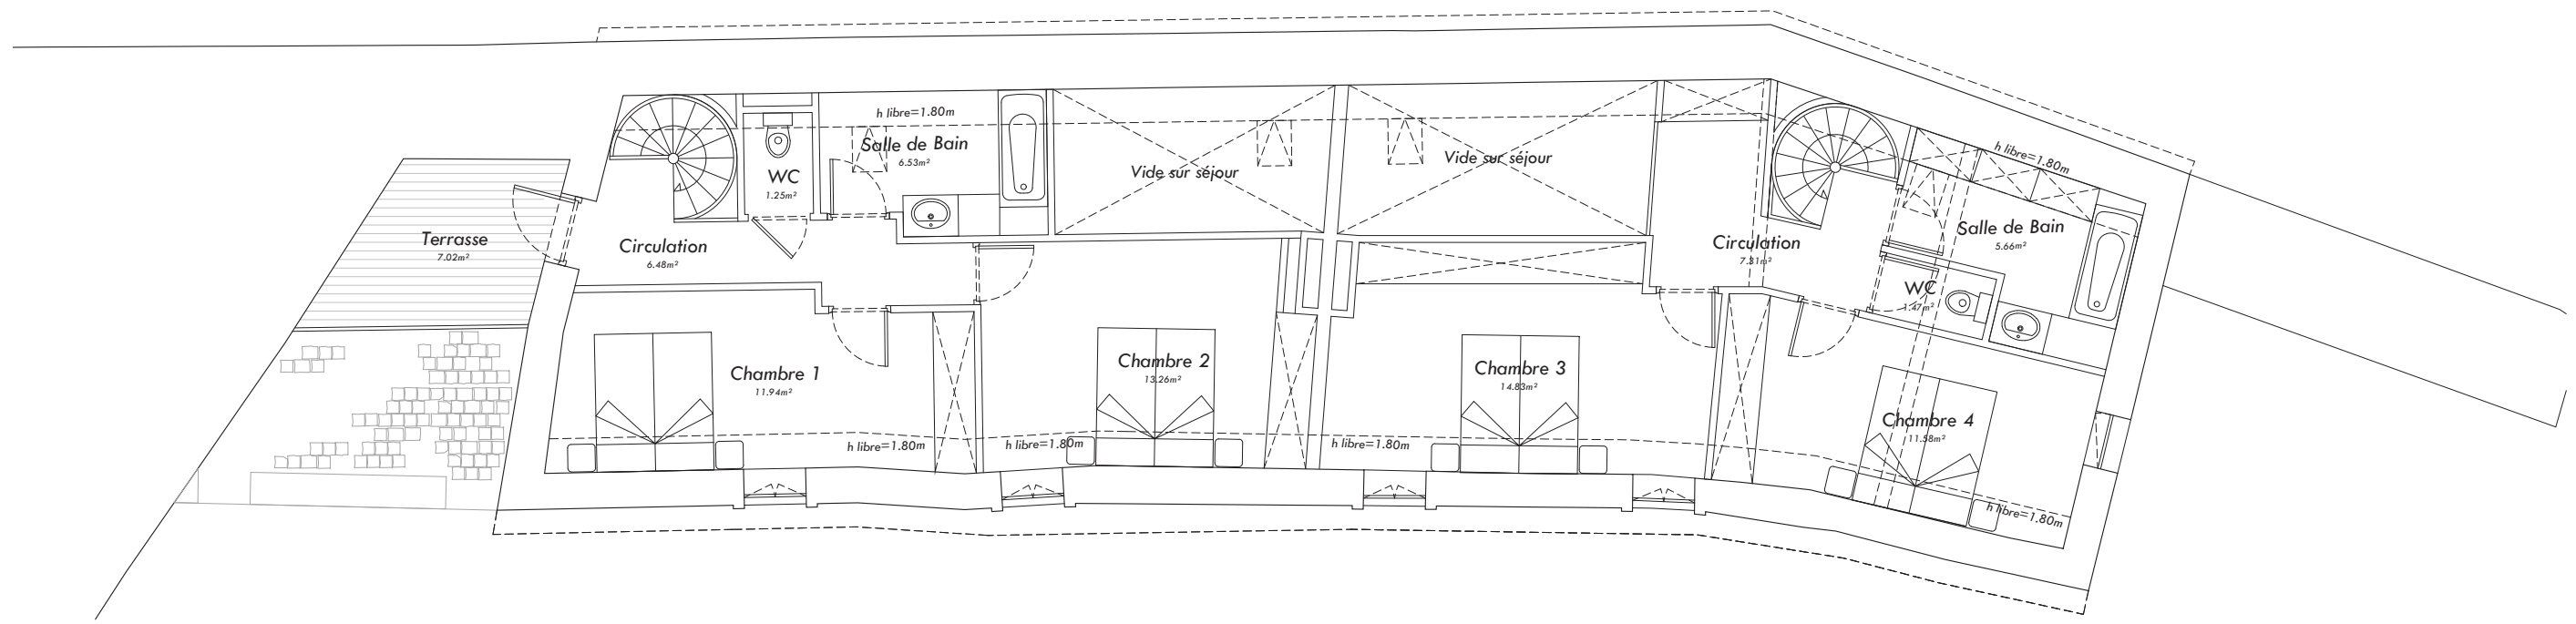 h libre=1.80m
Salle de Bain
6.53m²
WC
1.25m²
Vide sur séjour
Vide sur séjour
h libre=1.80m
Terrasse
7.02m²
Circulation
6.48m²
Circulation
7.31m²
Salle de Bain
5.66m²
WC
1.47m²
Chambre 1
11.94m²
Chambre 2
13.26m²
Chambre 3
14.83m²
Chambre 4
11.58m²
h libre=1.80m
h libre=1.80m
h libre=1.80m
h libre=1.80m